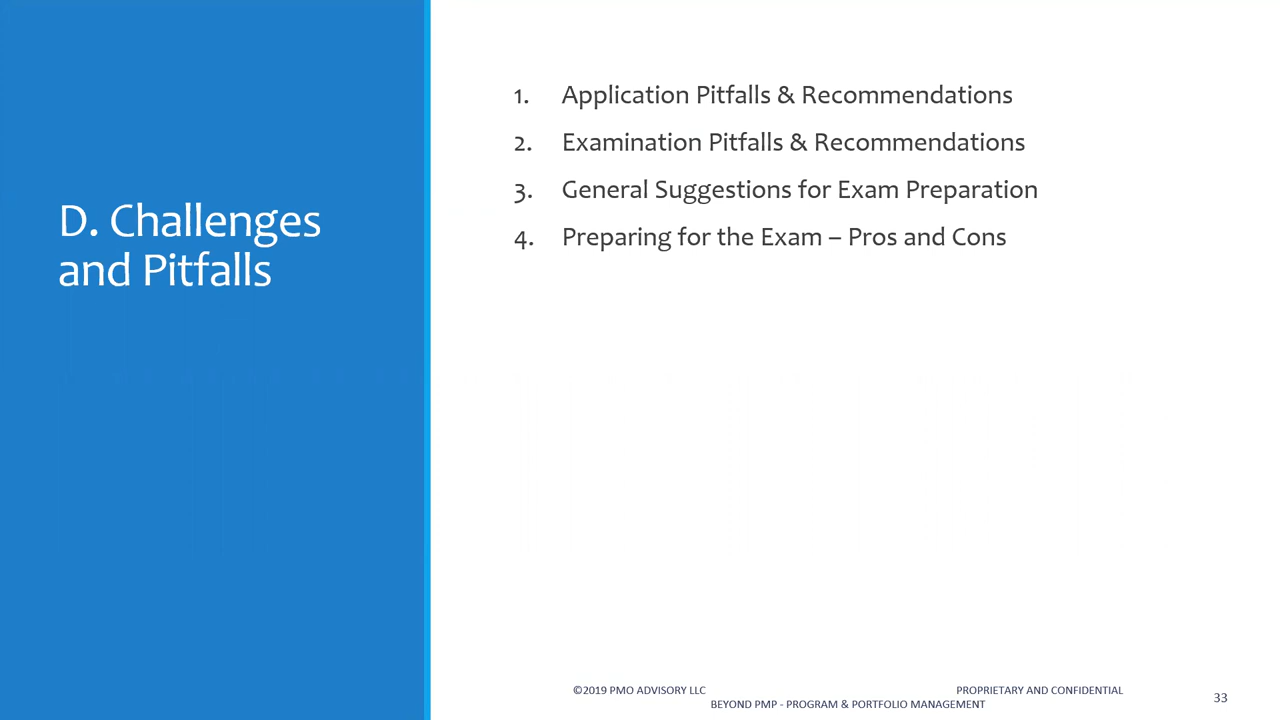 D. Challenges
and Pitfalls
1. Application Pitfalls & Recommendations
2. Examination Pitfalls & Recommendations
3. General Suggestions for Exam Preparation
4. Preparing for the Exam – Pros and Cons
©2019 PMO ADVISORY LLC PROPRIETARY AND CONFIDENTIAL
BEYOND PMP - PROGRAM & PORTFOLIO MANAGEMENT
33